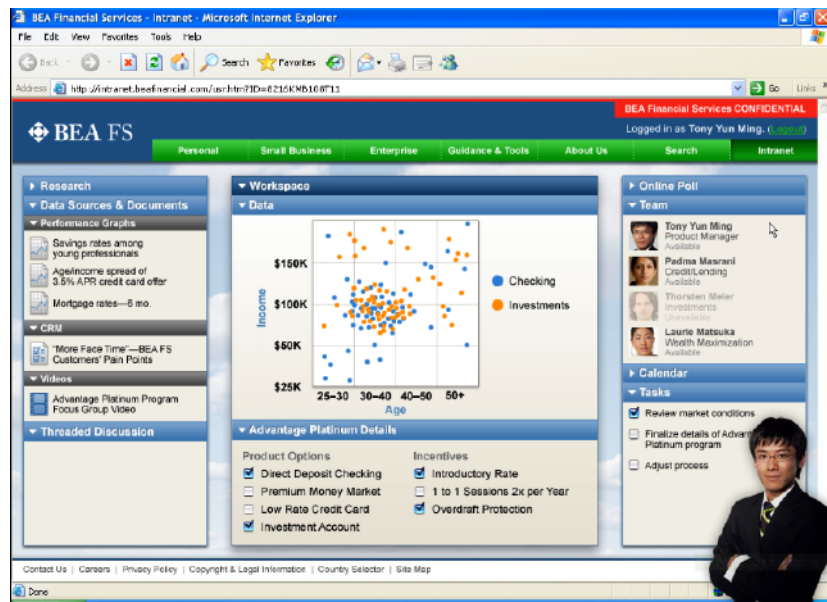 BEA Financial Services - Intranet - Microsoft Internet Explorer
File Edit View Favorites Tools Help
Back Search Favorites
Address http://intranet.beafinancial.com/usr.htm?ID=8216KMB108T11 Go Links
BEA Financial Services CONFIDENTIAL
BEA FS
Logged in as Tony Yun Ming. (Logout)
Personal Small Business Enterprise Guidance & Tools About Us Search Intranet
Research
Data Sources & Documents
Performance Graphs
Savings rates among
young professionals
Age/income spread of
3.5% APR credit card offer
Mortgage rates—6 mo.
CRM
"More Face Time"—BEA FS
Customers' Pain Points
Videos
Advantage Platinum Program
Focus Group Video
Threaded Discussion
Workspace
Data
$150K
$100K
$50K
$25K
Income
25–30 30–40 40–50 50+
Age
Checking
Investments
Advantage Platinum Details
Product Options
Direct Deposit Checking
Premium Money Market
Low Rate Credit Card
Investment Account
Incentives
Introductory Rate
1 to 1 Sessions 2x per Year
Overdraft Protection
Online Poll
Team
Tony Yun Ming
Product Manager
Available
Padma Masrani
Credit/Lending
Available
Thorsten Meier
Investments
Unavailable
Laurie Matsuka
Wealth Maximization
Available
Calendar
Tasks
Review market conditions
Finalize details of
Platinum program
Adjust process
Contact Us | Careers | Privacy Policy | Copyright & Legal Information | Country Selector | Site Map
Done